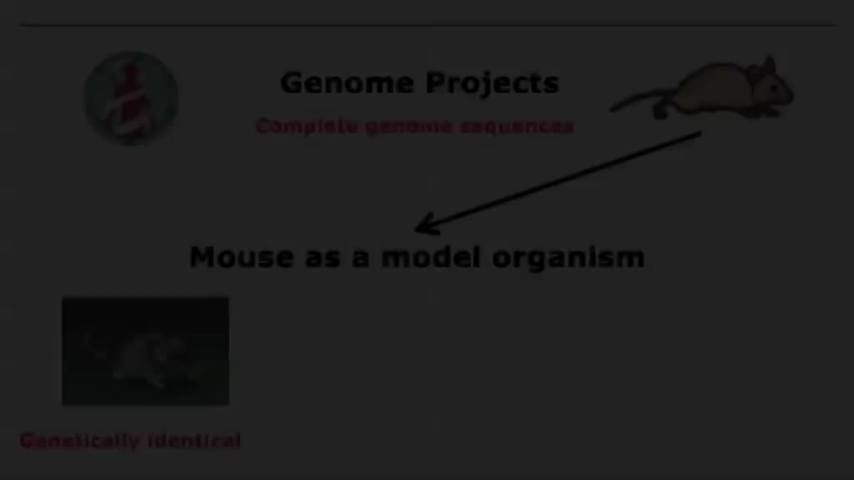 Genome Projects
Complete genome sequences
Mouse as a model organism
Genetically identical